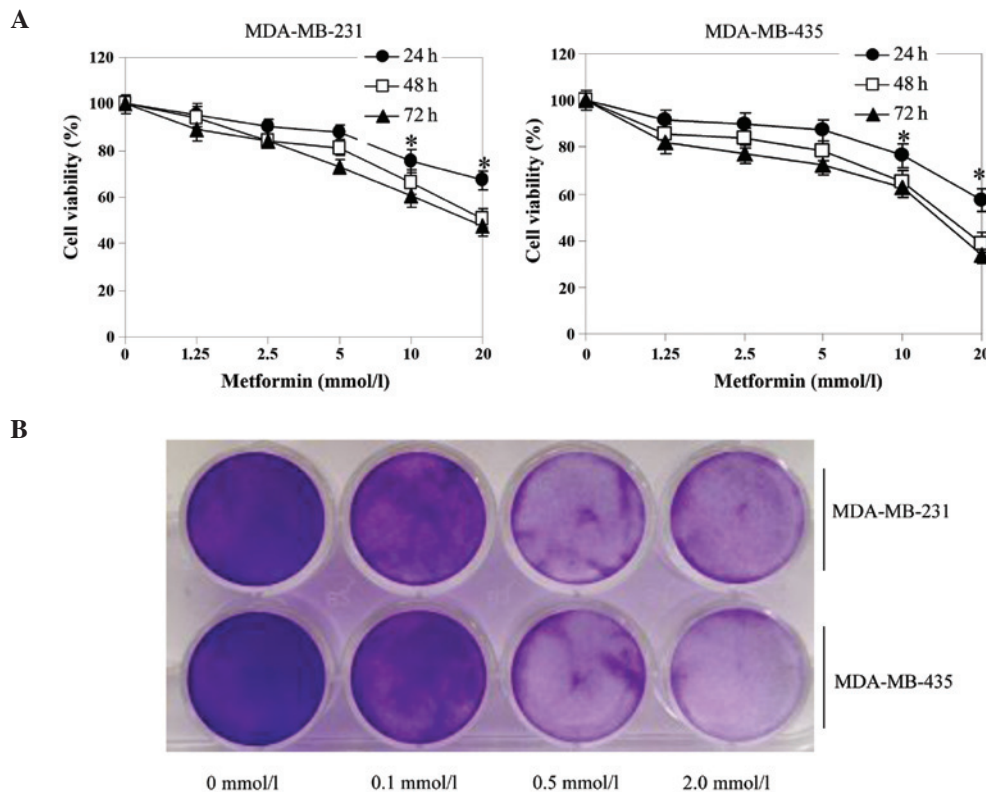 A
MDA-MB-231
24 h
48 h
72 h
120
100
80
60
40
20
0
Cell viability (%)
*
*
0 1.25 2.5 5 10 20
Metformin (mmol/l)
MDA-MB-435
24 h
48 h
72 h
120
100
80
60
40
20
0
Cell viability (%)
*
*
0 1.25 2.5 5 10 20
Metformin (mmol/l)
B
MDA-MB-231
MDA-MB-435
0 mmol/l 0.1 mmol/l 0.5 mmol/l 2.0 mmol/l